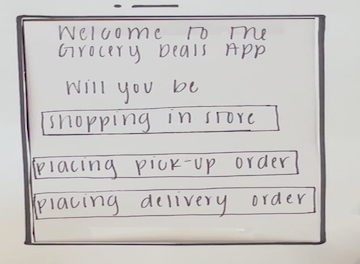 Welcome To The
Grocery Deals App
Will you be
shopping in store
placing pick-up order
placing delivery order